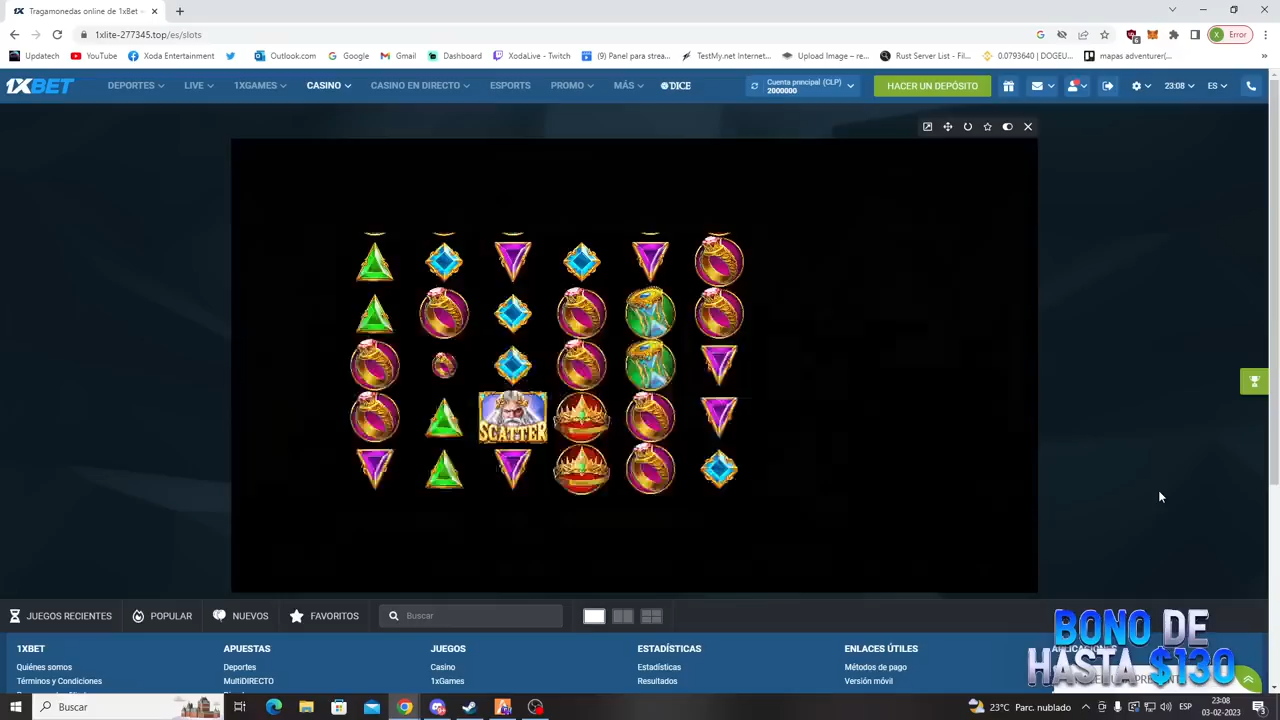 Tragamonedas online de 1xBet -
1xlite-277345.top/es/slots
Error
Updatech
YouTube
Xoda Entertainment
Outlook.com
Google
Gmail
Dashboard
XodaLive - Twitch
(9) Panel para strea...
TestMy.net Internet...
Upload Image – re...
Rust Server List - Fil...
0.0793640 | DOGEU...
mapas adventurer(...
1XBET
DEPORTES
LIVE
1XGAMES
CASINO
CASINO EN DIRECTO
ESPORTS
PROMO
MÁS
DICE
Cuenta principal (CLP)
2000000
HACER UN DEPÓSITO
23:08
ES
SCATTER
JUEGOS RECIENTES
POPULAR
NUEVOS
FAVORITOS
Buscar
1XBET
APUESTAS
JUEGOS
ESTADÍSTICAS
ENLACES ÚTILES
Quiénes somos
Deportes
Casino
Estadísticas
Métodos de pago
Términos y Condiciones
MultiDIRECTO
1xGames
Resultados
Versión móvil
BONO DE
HASTA $130
Buscar
23°C Parc. nublado
ESP
23:08
03-02-2023